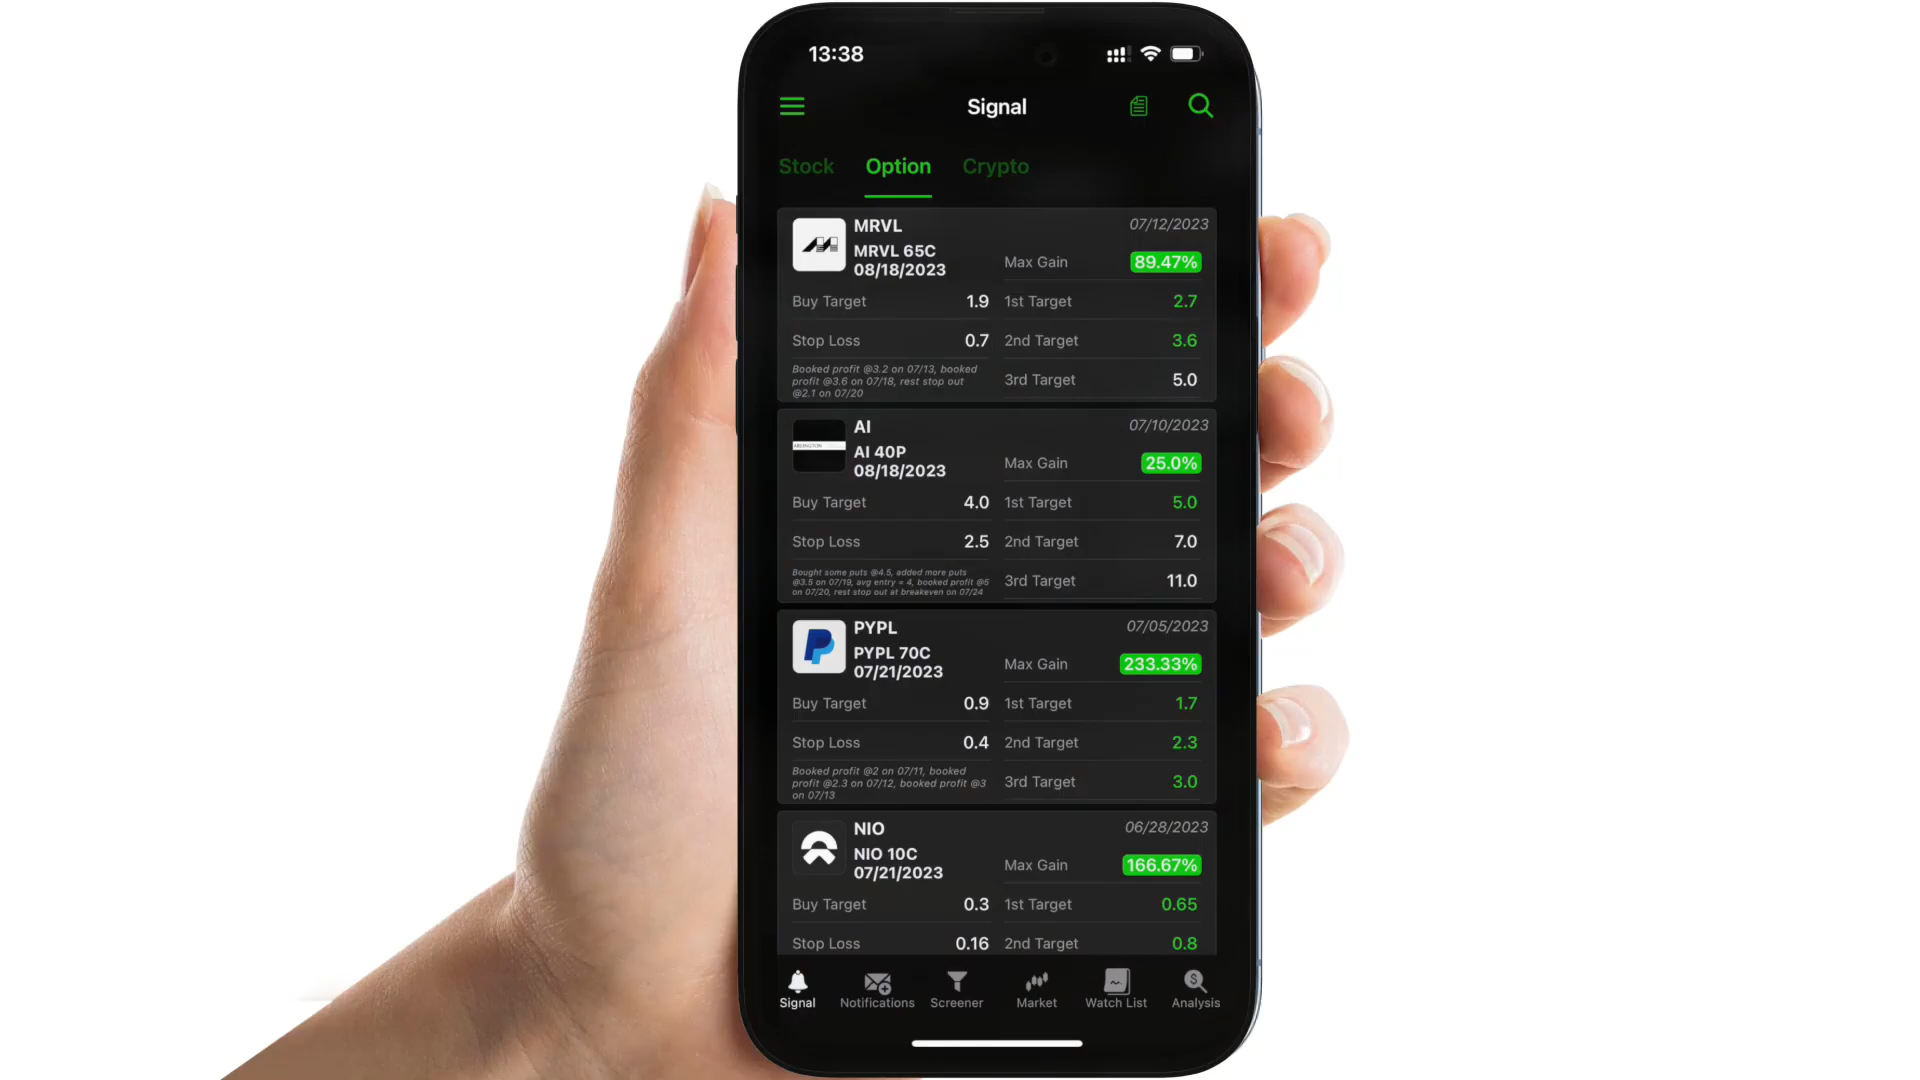 13:38
Signal
Stock Option Crypto
MRVL 07/12/2023
MRVL 65C
08/18/2023
Max Gain 89.47%
Buy Target 1.9 1st Target 2.7
Stop Loss 0.7 2nd Target 3.6
Booked profit @3.2 on 07/13, booked
profit @3.6 on 07/18, rest stop out
@2.1 on 07/20
3rd Target 5.0
ARLINGTON
AI 07/10/2023
AI 40P
08/18/2023
Max Gain 25.0%
Buy Target 4.0 1st Target 5.0
Stop Loss 2.5 2nd Target 7.0
Bought some puts @4.5, added more puts
@3.5 on 07/19, avg entry = 4, booked profit @5
on 07/20, rest stop out at breakeven on 07/24
3rd Target 11.0
PYPL 07/05/2023
PYPL 70C
07/21/2023
Max Gain 233.33%
Buy Target 0.9 1st Target 1.7
Stop Loss 0.4 2nd Target 2.3
Booked profit @2 on 07/11, booked
profit @2.3 on 07/12, booked profit @3
on 07/13
3rd Target 3.0
NIO 06/28/2023
NIO 10C
07/21/2023
Max Gain 166.67%
Buy Target 0.3 1st Target 0.65
Stop Loss 0.16 2nd Target 0.8
Signal Notifications Screener Market Watch List Analysis